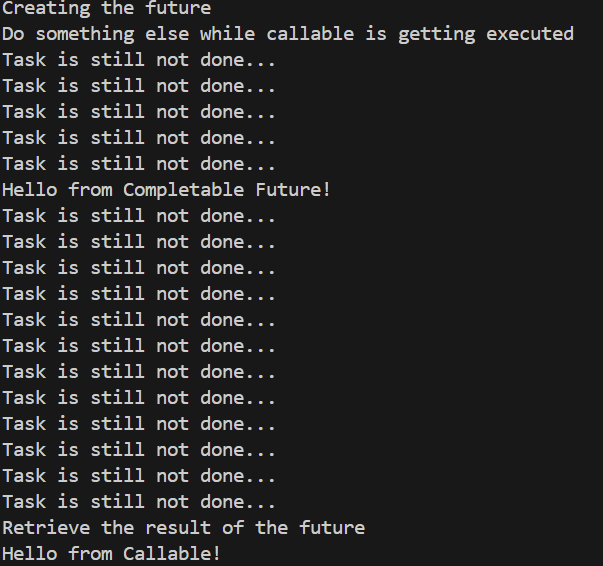 Creating the future
Do something else while callable is getting executed
Task is still not done...
Task is still not done...
Task is still not done...
Task is still not done...
Task is still not done...
Hello from Completable Future!
Task is still not done...
Task is still not done...
Task is still not done...
Task is still not done...
Task is still not done...
Task is still not done...
Task is still not done...
Task is still not done...
Task is still not done...
Task is still not done...
Task is still not done...
Task is still not done...
Retrieve the result of the future
Hello from Callable!